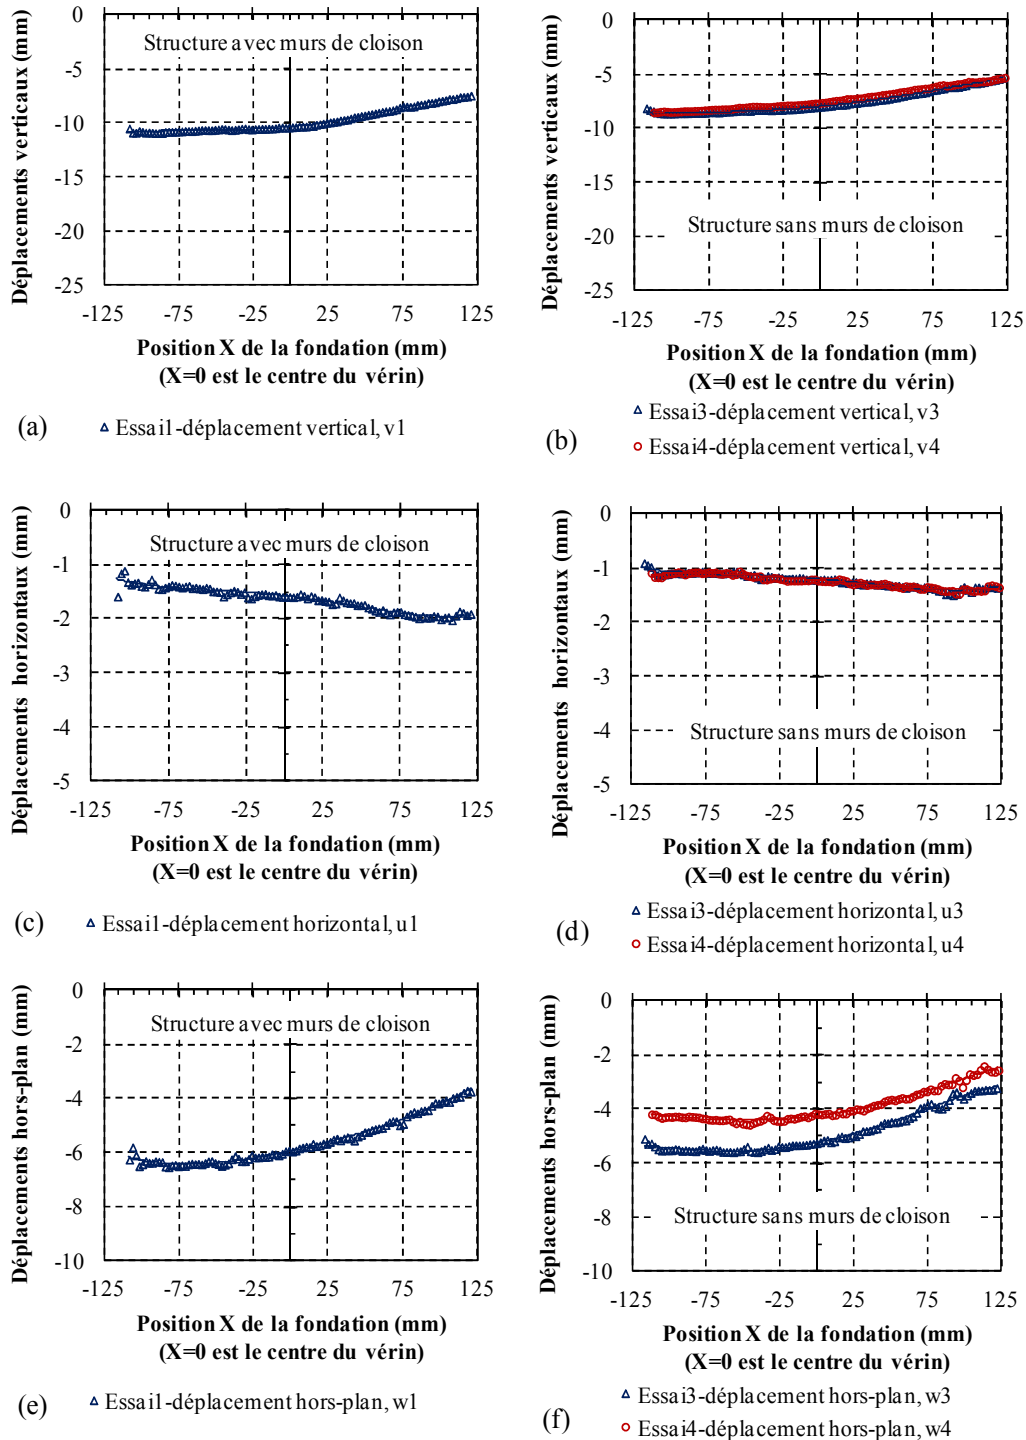 Déplacements verticaux (mm)
0
-5
-10
-15
-20
-25
Structure avec murs de cloison
-125 -75 -25 25 75 125
Position X de la fondation (mm)
(X=0 est le centre du vérin)
(a)
Essai1-déplacement vertical, v1
Déplacements verticaux (mm)
0
-5
-10
-15
-20
-25
Structure sans murs de cloison
-125 -75 -25 25 75 125
Position X de la fondation (mm)
(X=0 est le centre du vérin)
(b)
Essai3-déplacement vertical, v3
Essai4-déplacement vertical, v4
Déplacements horizontaux (mm)
0
-1
-2
-3
-4
-5
Structure avec murs de cloison
-125 -75 -25 25 75 125
Position X de la fondation (mm)
(X=0 est le centre du vérin)
(c)
Essai1-déplacement horizontal, u1
Déplacements horizontaux (mm)
0
-1
-2
-3
-4
-5
Structure sans murs de cloison
-125 -75 -25 25 75 125
Position X de la fondation (mm)
(X=0 est le centre du vérin)
(d)
Essai3-déplacement horizontal, u3
Essai4-déplacement horizontal, u4
Déplacements hors-plan (mm)
0
-2
-4
-6
-8
-10
Structure avec murs de cloison
-125 -75 -25 25 75 125
Position X de la fondation (mm)
(X=0 est le centre du vérin)
(e)
Essai1-déplacement hors-plan, w1
Déplacements hors-plan (mm)
0
-2
-4
-6
-8
-10
Structure sans murs de cloison
-125 -75 -25 25 75 125
Position X de la fondation (mm)
(X=0 est le centre du vérin)
(f)
Essai3-déplacement hors-plan, w3
Essai4-déplacement hors-plan, w4